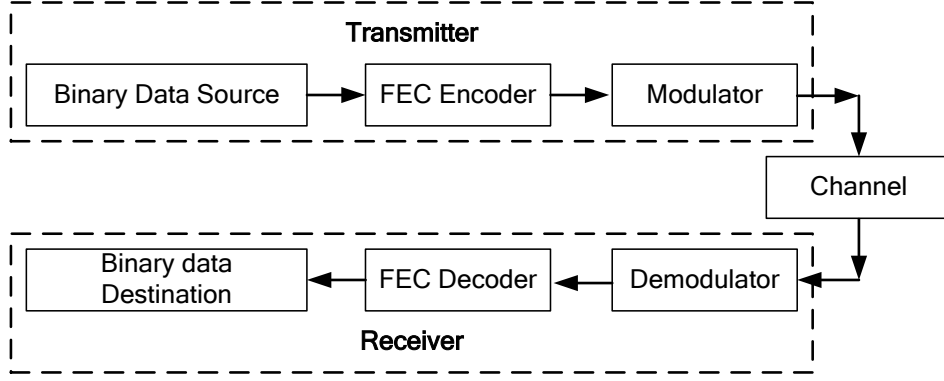 Transmitter
Binary Data Source
FEC Encoder
Modulator
Channel
Binary data
Destination
FEC Decoder
Demodulator
Receiver